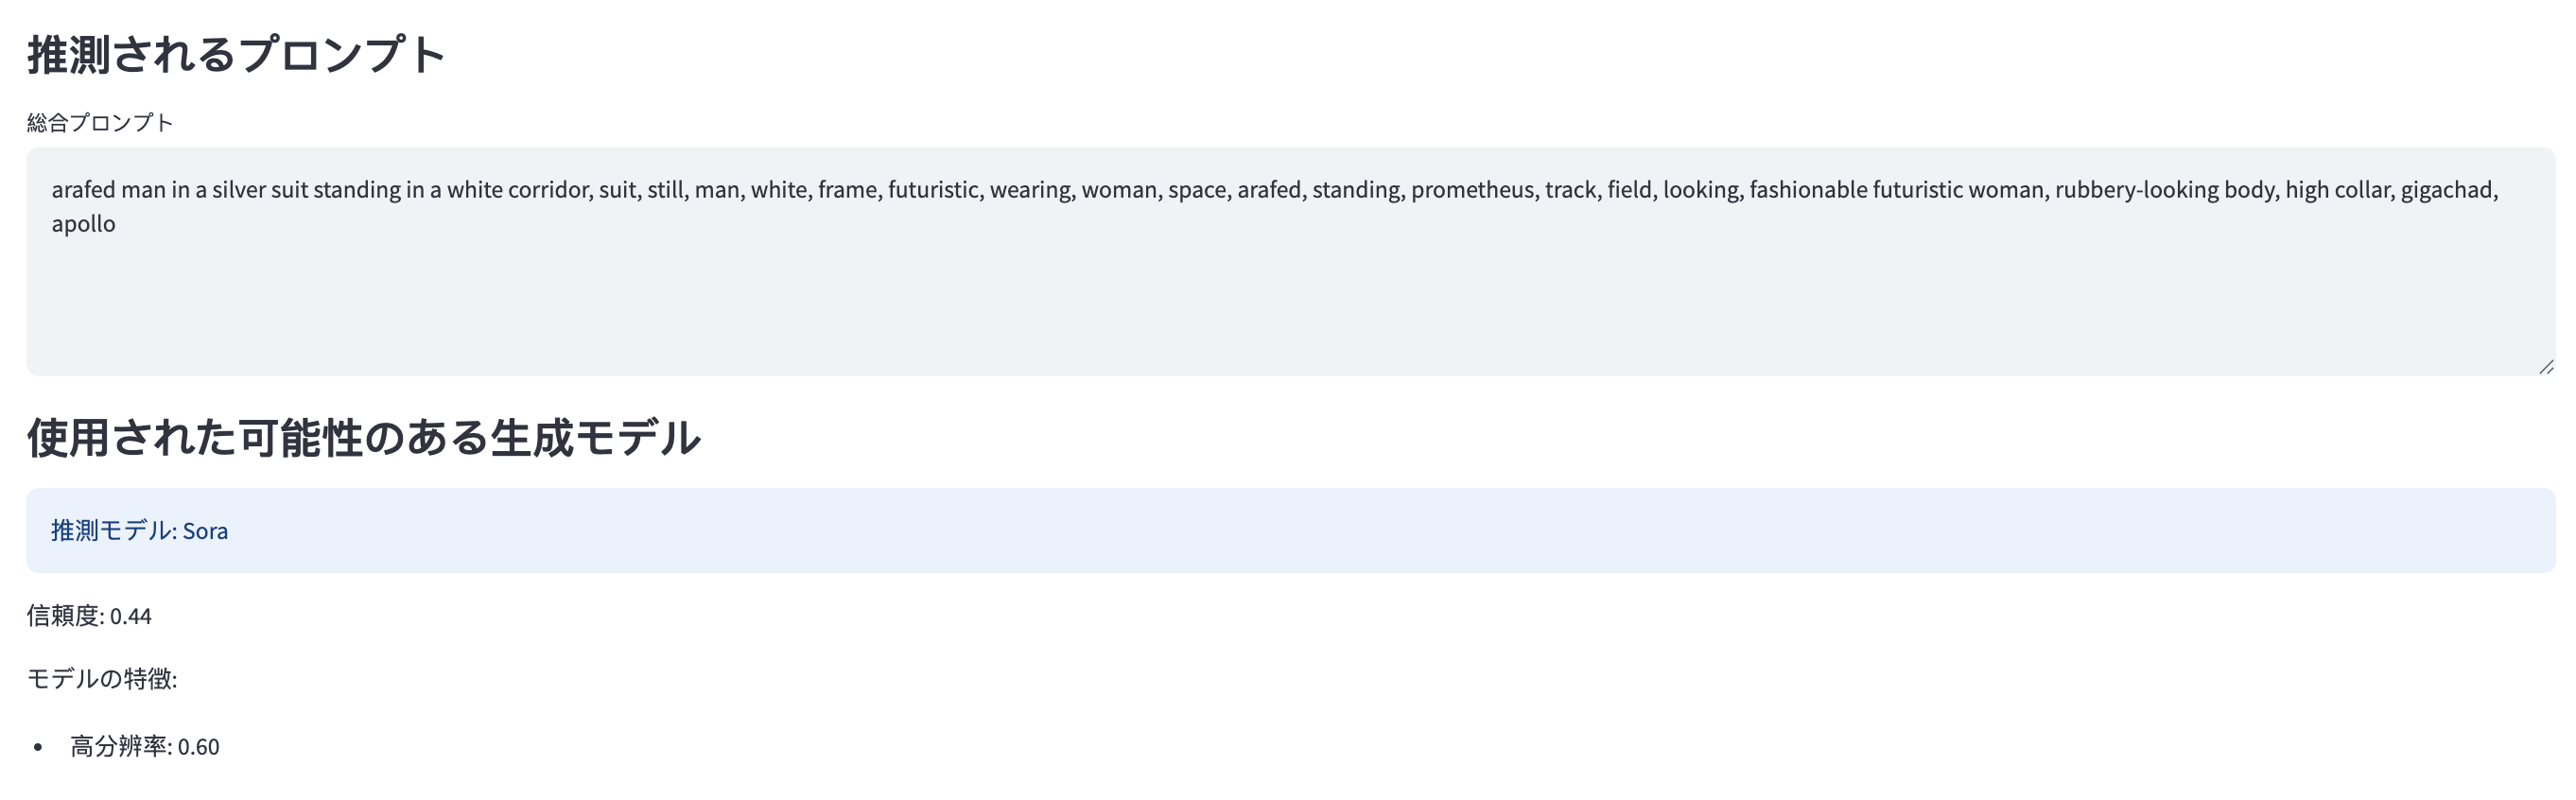 推測されるプロンプト
総合プロンプト
arafed man in a silver suit standing in a white corridor, suit, still, man, white, frame, futuristic, wearing, woman, space, arafed, standing, prometheus, track, field, looking, fashionable futuristic woman, rubbery-looking body, high collar, gigachad,
apollo
使用された可能性のある生成モデル
推測モデル: Sora
信頼度: 0.44
モデルの特徴:
• 高分辨率: 0.60